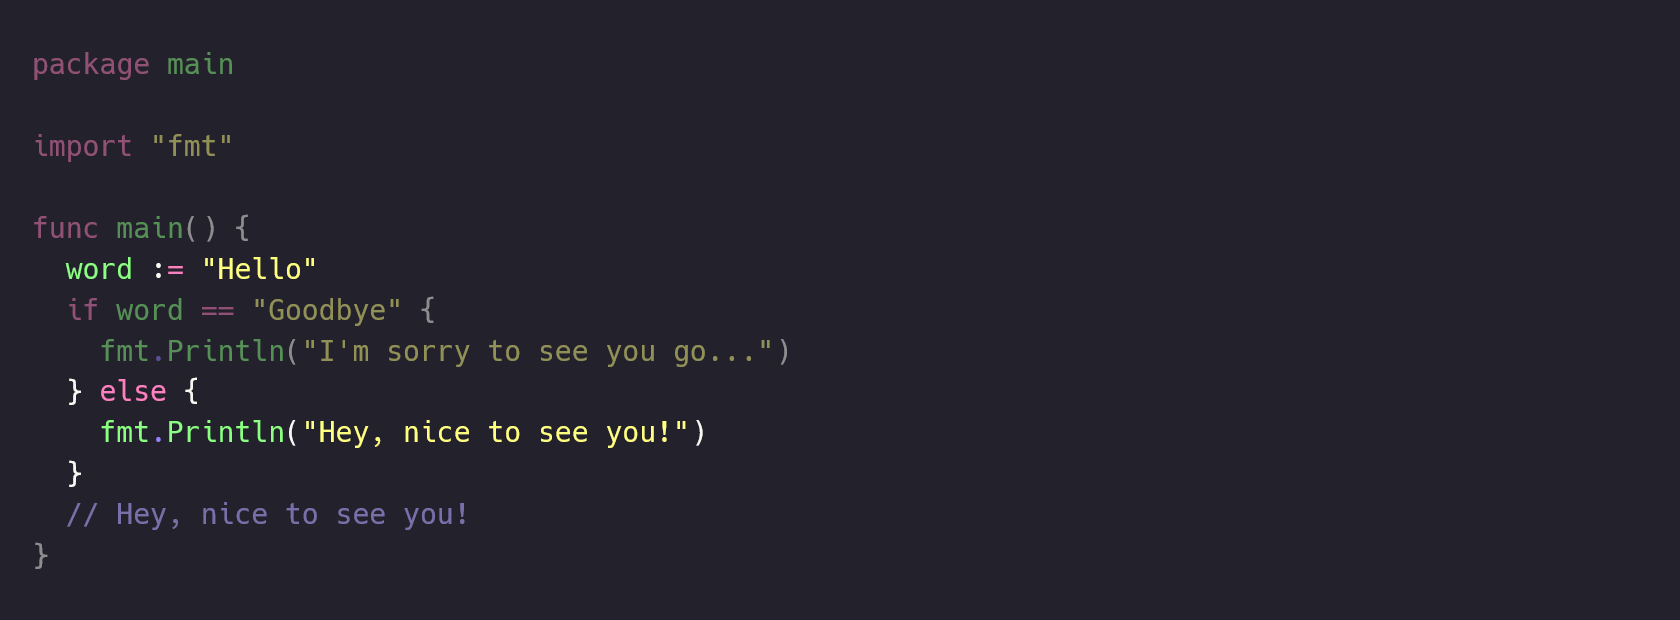 package main

import "fmt"

func main() {
  word := "Hello"
  if word == "Goodbye" {
    fmt.Println("I'm sorry to see you go...")
  } else {
    fmt.Println("Hey, nice to see you!")
  }
  // Hey, nice to see you!
}